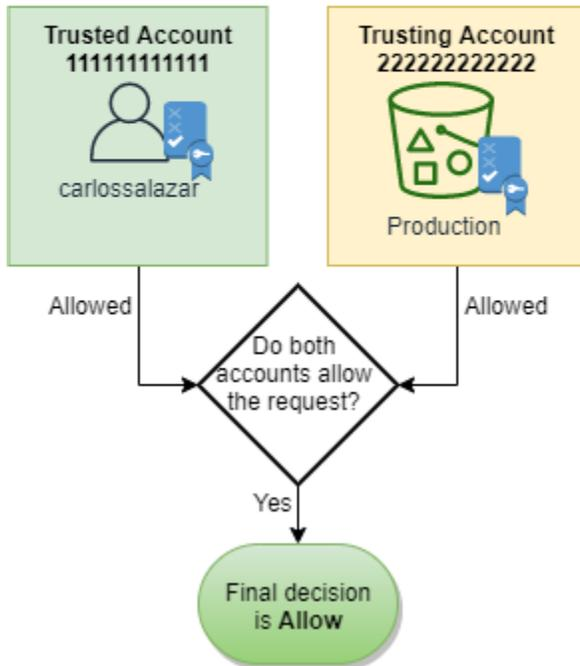 Trusted Account
111111111111
carlossalazar
Trusting Account
222222222222
Production
Allowed
Allowed
Do both
accounts allow
the request?
Yes
Final decision
is Allow